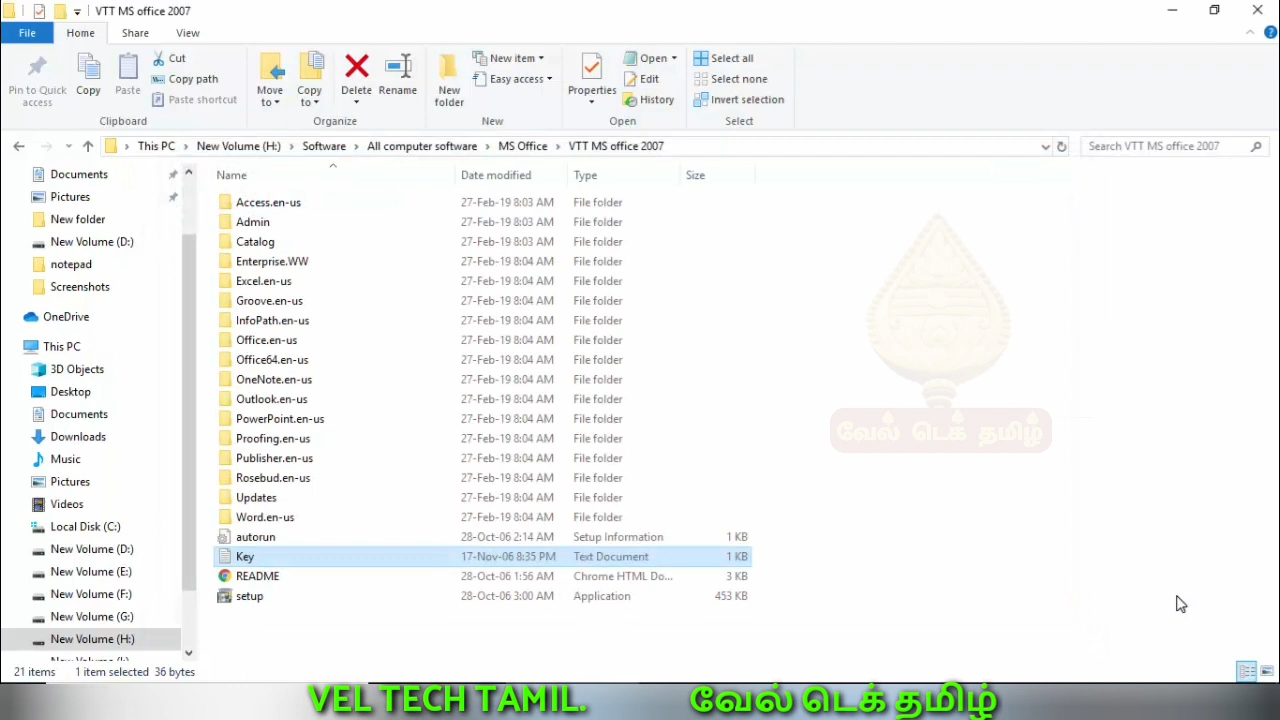 VTT MS office 2007
File Home Share View
Pin to Quick access
Copy
Paste
Cut
Copy path
Paste shortcut
Clipboard
Move to
Copy to
Delete
Rename
Organize
New folder
New item
Easy access
New
Properties
Open
Edit
History
Open
Select all
Select none
Invert selection
Select
This PC New Volume (H:) Software All computer software MS Office VTT MS office 2007
Search VTT MS office 2007
Documents
Pictures
New folder
New Volume (D:)
notepad
Screenshots
OneDrive
This PC
3D Objects
Desktop
Documents
Downloads
Music
Pictures
Videos
Local Disk (C:)
New Volume (D:)
New Volume (E:)
New Volume (F:)
New Volume (G:)
New Volume (H:)
Name Date modified Type Size
Access.en-us 27-Feb-19 8:03 AM File folder
Admin 27-Feb-19 8:03 AM File folder
Catalog 27-Feb-19 8:03 AM File folder
Enterprise.WW 27-Feb-19 8:04 AM File folder
Excel.en-us 27-Feb-19 8:04 AM File folder
Groove.en-us 27-Feb-19 8:04 AM File folder
InfoPath.en-us 27-Feb-19 8:04 AM File folder
Office.en-us 27-Feb-19 8:04 AM File folder
Office64.en-us 27-Feb-19 8:04 AM File folder
OneNote.en-us 27-Feb-19 8:04 AM File folder
Outlook.en-us 27-Feb-19 8:04 AM File folder
PowerPoint.en-us 27-Feb-19 8:04 AM File folder
Proofing.en-us 27-Feb-19 8:04 AM File folder
Publisher.en-us 27-Feb-19 8:04 AM File folder
Rosebud.en-us 27-Feb-19 8:04 AM File folder
Updates 27-Feb-19 8:04 AM File folder
Word.en-us 27-Feb-19 8:04 AM File folder
autorun 28-Oct-06 2:14 AM Setup Information 1 KB
Key 17-Nov-06 8:35 PM Text Document 1 KB
README 28-Oct-06 1:56 AM Chrome HTML Do... 3 KB
setup 28-Oct-06 3:00 AM Application 453 KB
வேல் டெக் தமிழ்
21 items 1 item selected 36 bytes
VEL TECH TAMIL. வேல் டெக் தமிழ்